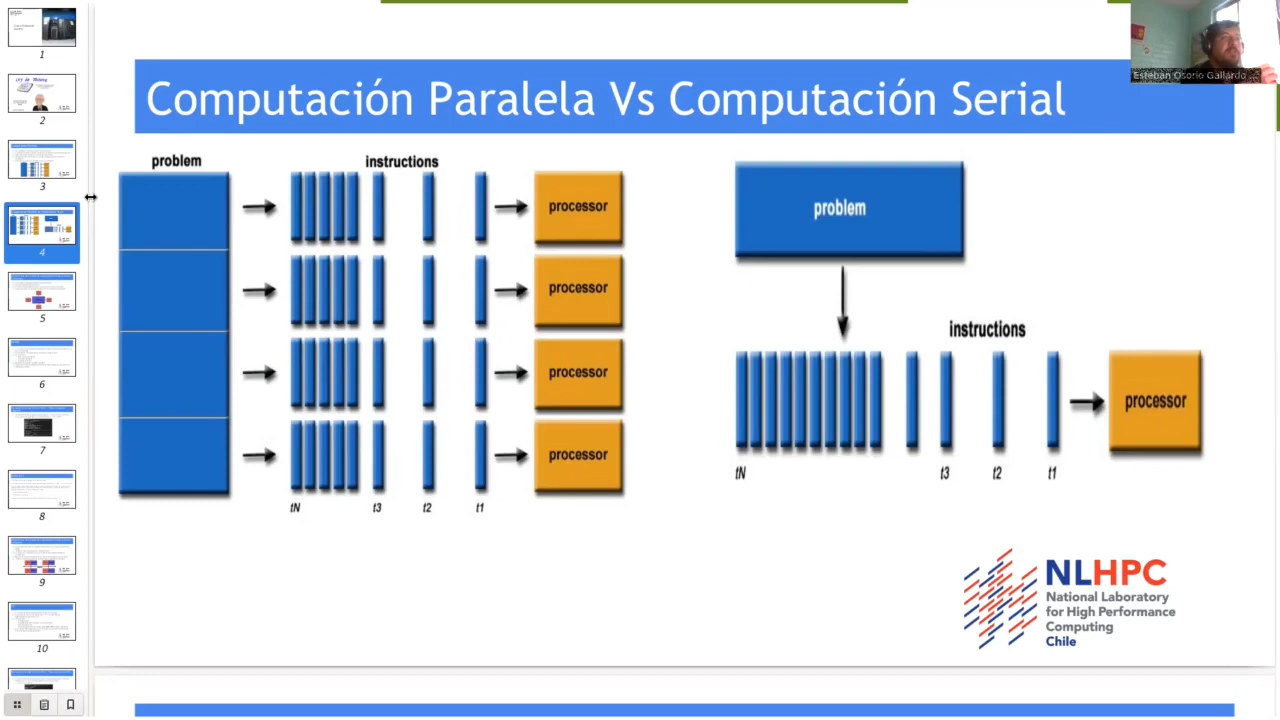 1
2
3
4
5
6
7
8
9
10
Computación Paralela Vs Computación Serial
Esteban Osorio Gallardo ...
problem
instructions
processor
processor
processor
processor
tN t3 t2 t1
problem
instructions
processor
tN t3 t2 t1
NLHPC
National Laboratory
for High Performance
Computing
Chile